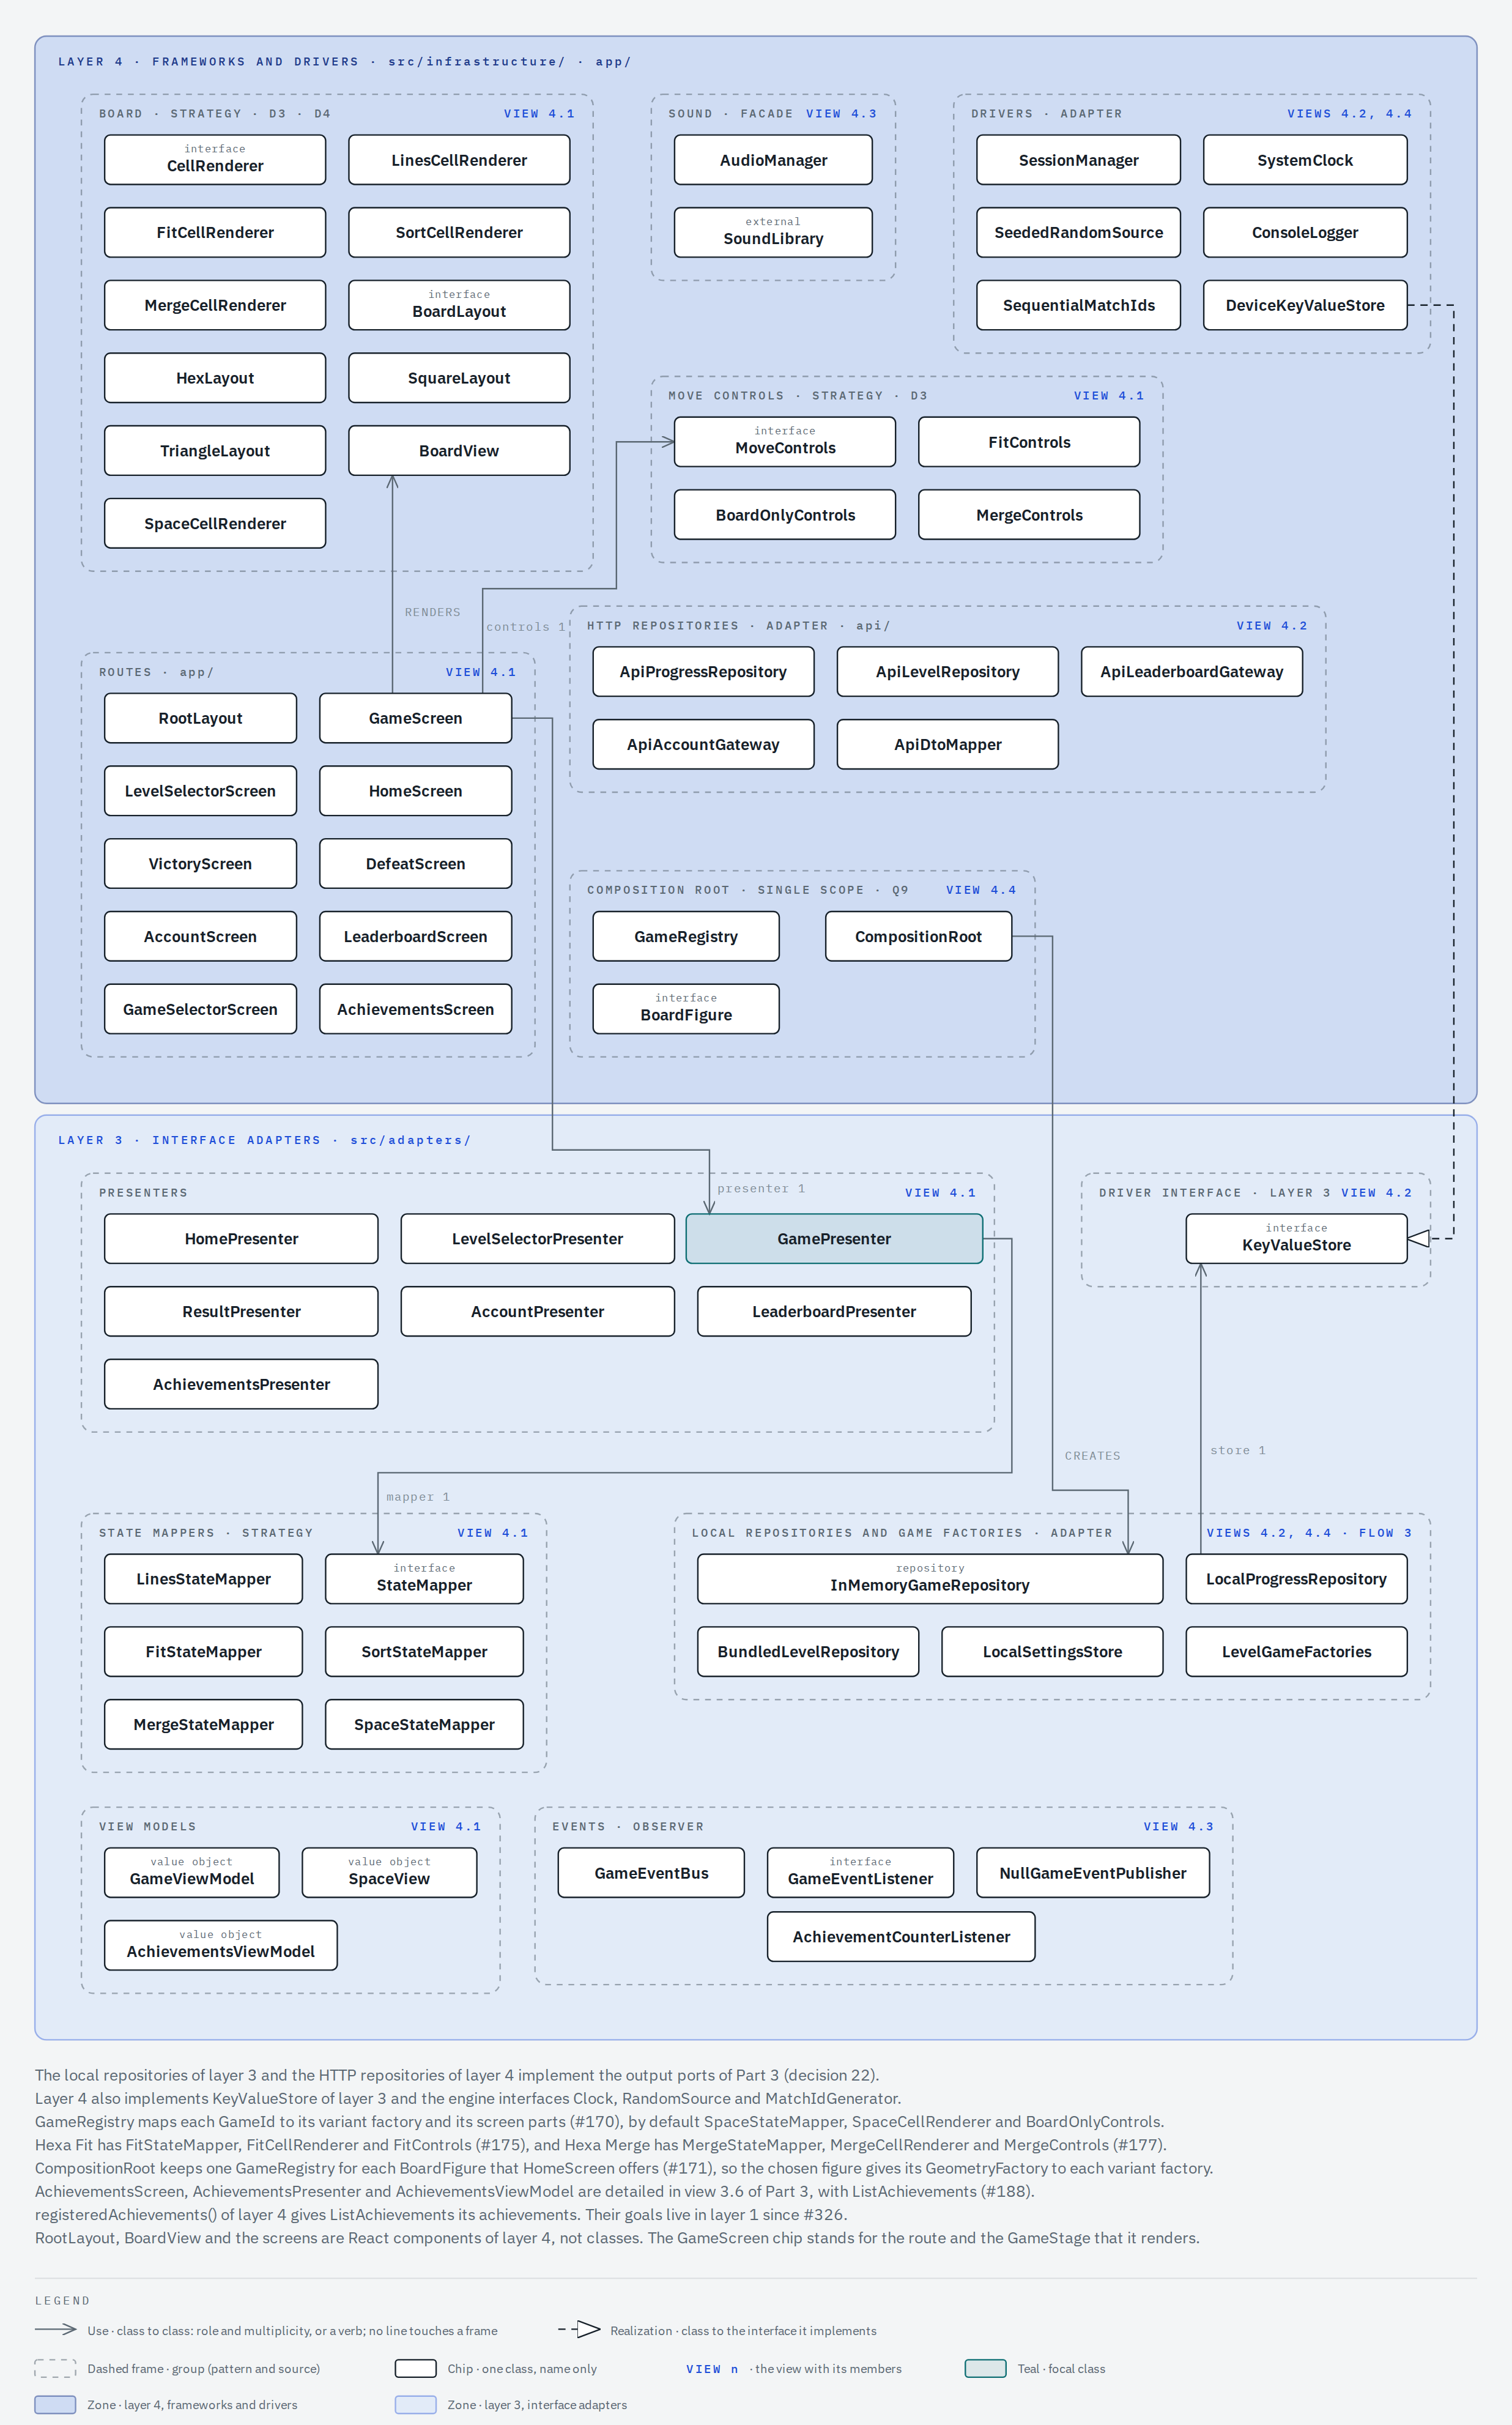 LAYER 4 · FRAMEWORKS AND DRIVERS · src/infrastructure/ · app/
BOARD · STRATEGY · D3 · D4
VIEW 4.1
interface
CellRenderer
LinesCellRenderer
FitCellRenderer
SortCellRenderer
MergeCellRenderer
interface
BoardLayout
HexLayout
SquareLayout
TriangleLayout
BoardView
SpaceCellRenderer
SOUND · FACADE
VIEW 4.3
AudioManager
external
SoundLibrary
DRIVERS · ADAPTER
VIEWS 4.2, 4.4
SessionManager
SystemClock
SeededRandomSource
ConsoleLogger
SequentialMatchIds
DeviceKeyValueStore
MOVE CONTROLS · STRATEGY · D3
VIEW 4.1
interface
MoveControls
FitControls
BoardOnlyControls
MergeControls
RENDERS
controls 1
HTTP REPOSITORIES · ADAPTER · api/
VIEW 4.2
ApiProgressRepository
ApiLevelRepository
ApiLeaderboardGateway
ApiAccountGateway
ApiDtoMapper
ROUTES · app/
VIEW 4.1
RootLayout
GameScreen
LevelSelectorScreen
HomeScreen
VictoryScreen
DefeatScreen
AccountScreen
LeaderboardScreen
GameSelectorScreen
AchievementsScreen
COMPOSITION ROOT · SINGLE SCOPE · Q9
VIEW 4.4
GameRegistry
CompositionRoot
interface
BoardFigure
LAYER 3 · INTERFACE ADAPTERS · src/adapters/
PRESENTERS
presenter 1
VIEW 4.1
HomePresenter
LevelSelectorPresenter
GamePresenter
ResultPresenter
AccountPresenter
LeaderboardPresenter
AchievementsPresenter
DRIVER INTERFACE · LAYER 3
VIEW 4.2
interface
KeyValueStore
CREATES
store 1
mapper 1
STATE MAPPERS · STRATEGY
VIEW 4.1
LinesStateMapper
interface
StateMapper
FitStateMapper
SortStateMapper
MergeStateMapper
SpaceStateMapper
LOCAL REPOSITORIES AND GAME FACTORIES · ADAPTER
VIEWS 4.2, 4.4 · FLOW 3
repository
InMemoryGameRepository
LocalProgressRepository
BundledLevelRepository
LocalSettingsStore
LevelGameFactories
VIEW MODELS
VIEW 4.1
value object
GameViewModel
value object
SpaceView
value object
AchievementsViewModel
EVENTS · OBSERVER
VIEW 4.3
GameEventBus
interface
GameEventListener
NullGameEventPublisher
AchievementCounterListener
The local repositories of layer 3 and the HTTP repositories of layer 4 implement the output ports of Part 3 (decision 22).
Layer 4 also implements KeyValueStore of layer 3 and the engine interfaces Clock, RandomSource and MatchIdGenerator.
GameRegistry maps each GameId to its variant factory and its screen parts (#170), by default SpaceStateMapper, SpaceCellRenderer and BoardOnlyControls.
Hexa Fit has FitStateMapper, FitCellRenderer and FitControls (#175), and Hexa Merge has MergeStateMapper, MergeCellRenderer and MergeControls (#177).
CompositionRoot keeps one GameRegistry for each BoardFigure that HomeScreen offers (#171), so the chosen figure gives its GeometryFactory to each variant factory.
AchievementsScreen, AchievementsPresenter and AchievementsViewModel are detailed in view 3.6 of Part 3, with ListAchievements (#188).
registeredAchievements() of layer 4 gives ListAchievements its achievements. Their goals live in layer 1 since #326.
RootLayout, BoardView and the screens are React components of layer 4, not classes. The GameScreen chip stands for the route and the GameStage that it renders.
LEGEND
Use · class to class: role and multiplicity, or a verb; no line touches a frame
Realization · class to the interface it implements
Dashed frame · group (pattern and source)
Chip · one class, name only
VIEW n · the view with its members
Teal · focal class
Zone · layer 4, frameworks and drivers
Zone · layer 3, interface adapters